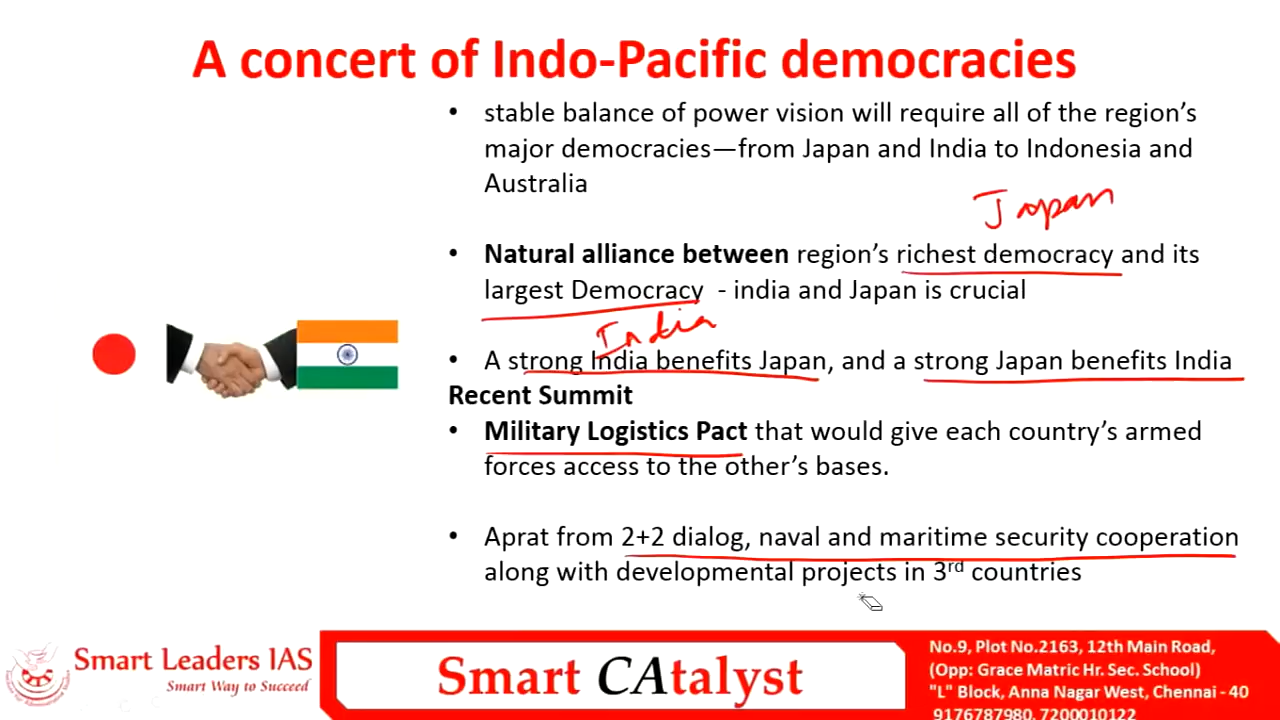 A concert of Indo-Pacific democracies
• stable balance of power vision will require all of the region's
major democracies—from Japan and India to Indonesia and
Australia
Japan
• Natural alliance between region's richest democracy and its
largest Democracy - india and Japan is crucial
India
• A strong India benefits Japan, and a strong Japan benefits India
Recent Summit
• Military Logistics Pact that would give each country's armed
forces access to the other's bases.
• Aprat from 2+2 dialog, naval and maritime security cooperation
along with developmental projects in 3rd countries
Smart Leaders IAS
Smart Way to Succeed
Smart CAtalyst
No.9, Plot No.2163, 12th Main Road,
(Opp: Grace Matric Hr. Sec. School)
"L" Block, Anna Nagar West, Chennai - 40
9176787980, 7200010122